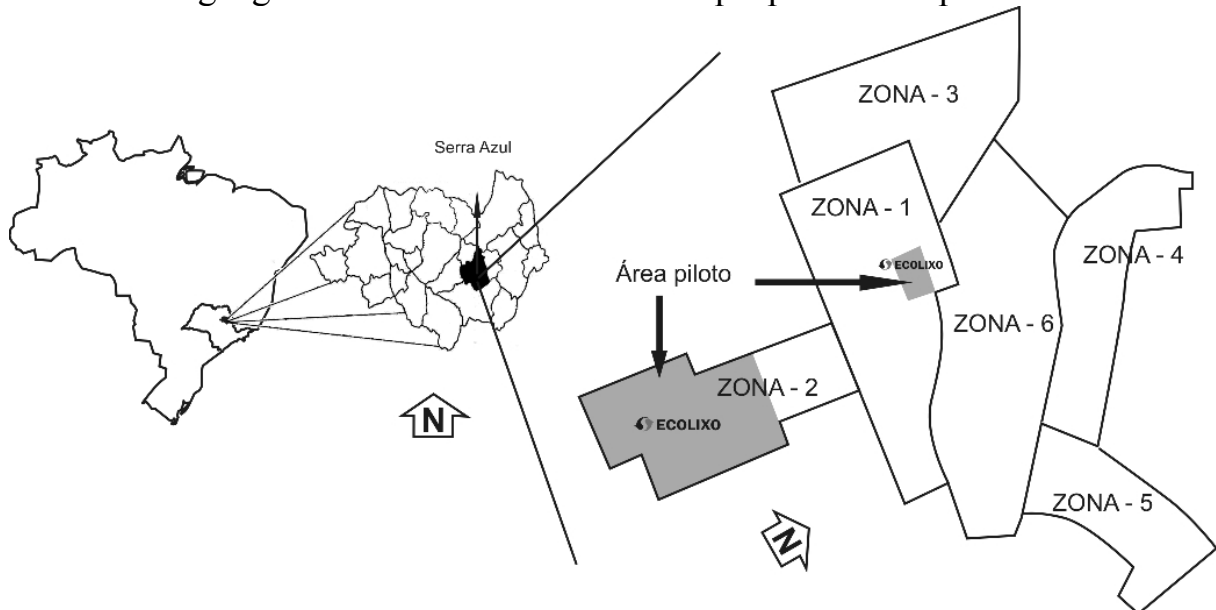 Serra Azul
N
ZONA - 3
ZONA - 1
ECOLIXO
ZONA - 4
Área piloto
ZONA - 6
ZONA - 2
ECOLIXO
ZONA - 5
N